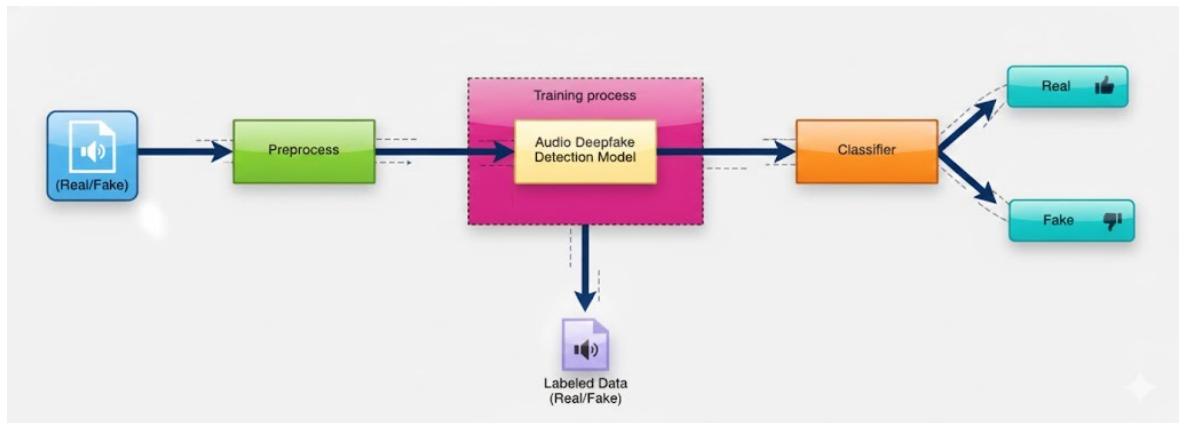 (Real/Fake)
Preprocess
Training process
Audio Deepfake
Detection Model
Classifier
Real
Fake
Labeled Data
(Real/Fake)